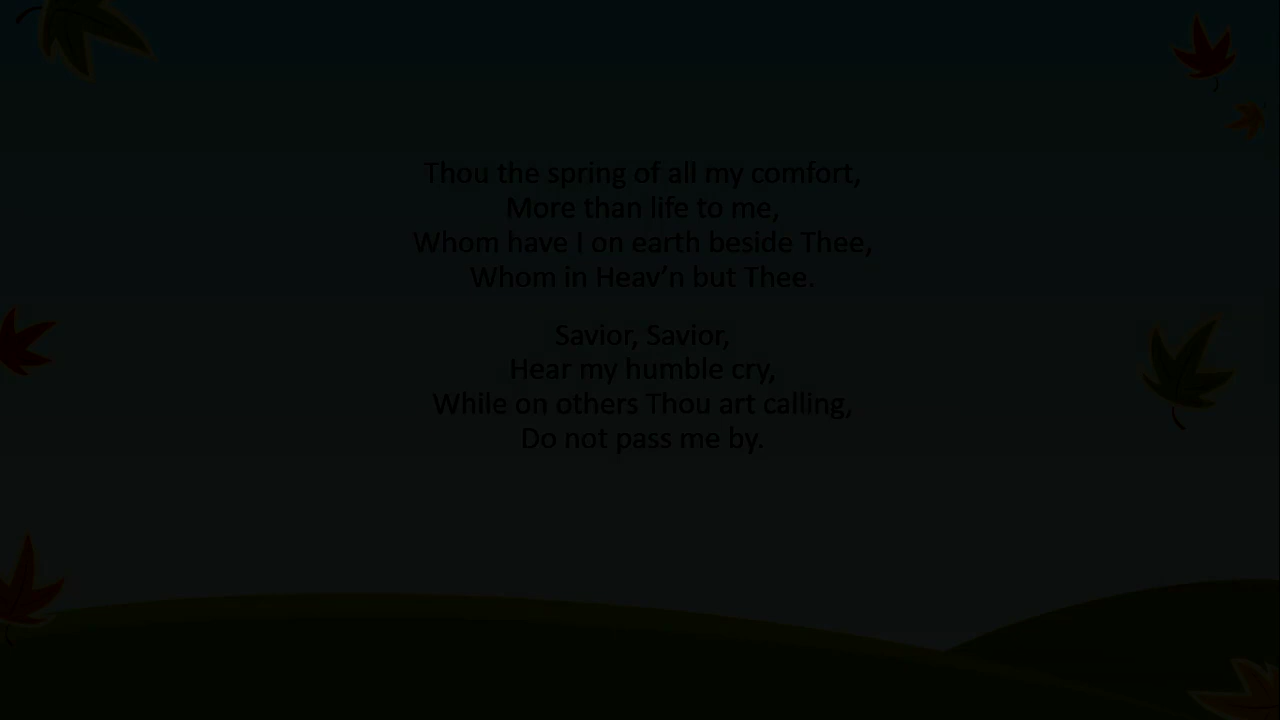 Thou the spring of all my comfort,
More than life to me,
Whom have I on earth beside Thee,
Whom in Heav’n but Thee.
Savior, Savior,
Hear my humble cry,
While on others Thou art calling,
Do not pass me by.